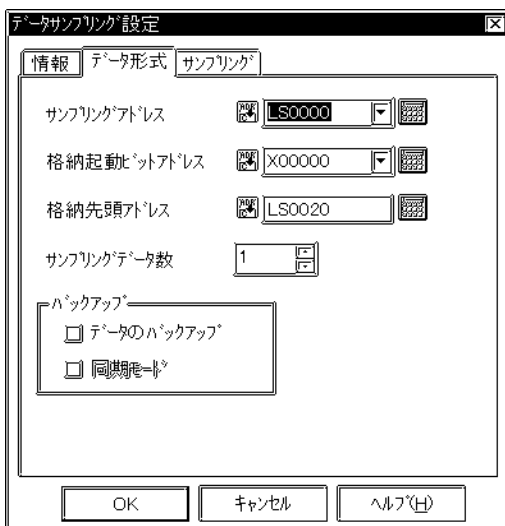 ﾃﾞｰﾀｻﾝﾌﾟﾘﾝｸﾞ設定
情報 ﾃﾞｰﾀ形式 ｻﾝﾌﾟﾘﾝｸﾞ
ｻﾝﾌﾟﾘﾝｸﾞｱﾄﾞﾚｽ LS0000
格納起動ﾋﾞｯﾄｱﾄﾞﾚｽ X00000
格納先頭ｱﾄﾞﾚｽ LS0020
ｻﾝﾌﾟﾘﾝｸﾞﾃﾞｰﾀ数 1
ﾊﾞｯｸｱｯﾌﾟ
ﾃﾞｰﾀのﾊﾞｯｸｱｯﾌﾟ
同期ﾓｰﾄﾞ
OK ｷｬﾝｾﾙ ﾍﾙﾌﾟ(H)